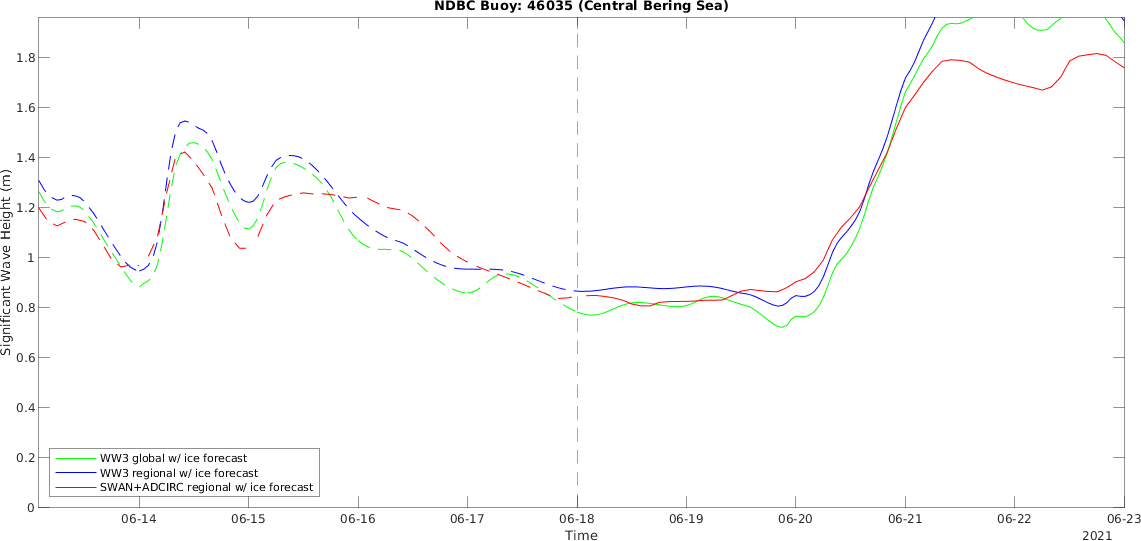 NDBC Buoy: 46035 (Central Bering Sea)
Significant Wave Height (m)
1.8
1.6
1.4
1.2
1
0.8
0.6
0.4
0.2
0
WW3 global w/ ice forecast
WW3 regional w/ ice forecast
SWAN+ADCIRC regional w/ ice forecast
06-14 06-15 06-16 06-17 06-18 06-19 06-20 06-21 06-22 06-23
Time
2021